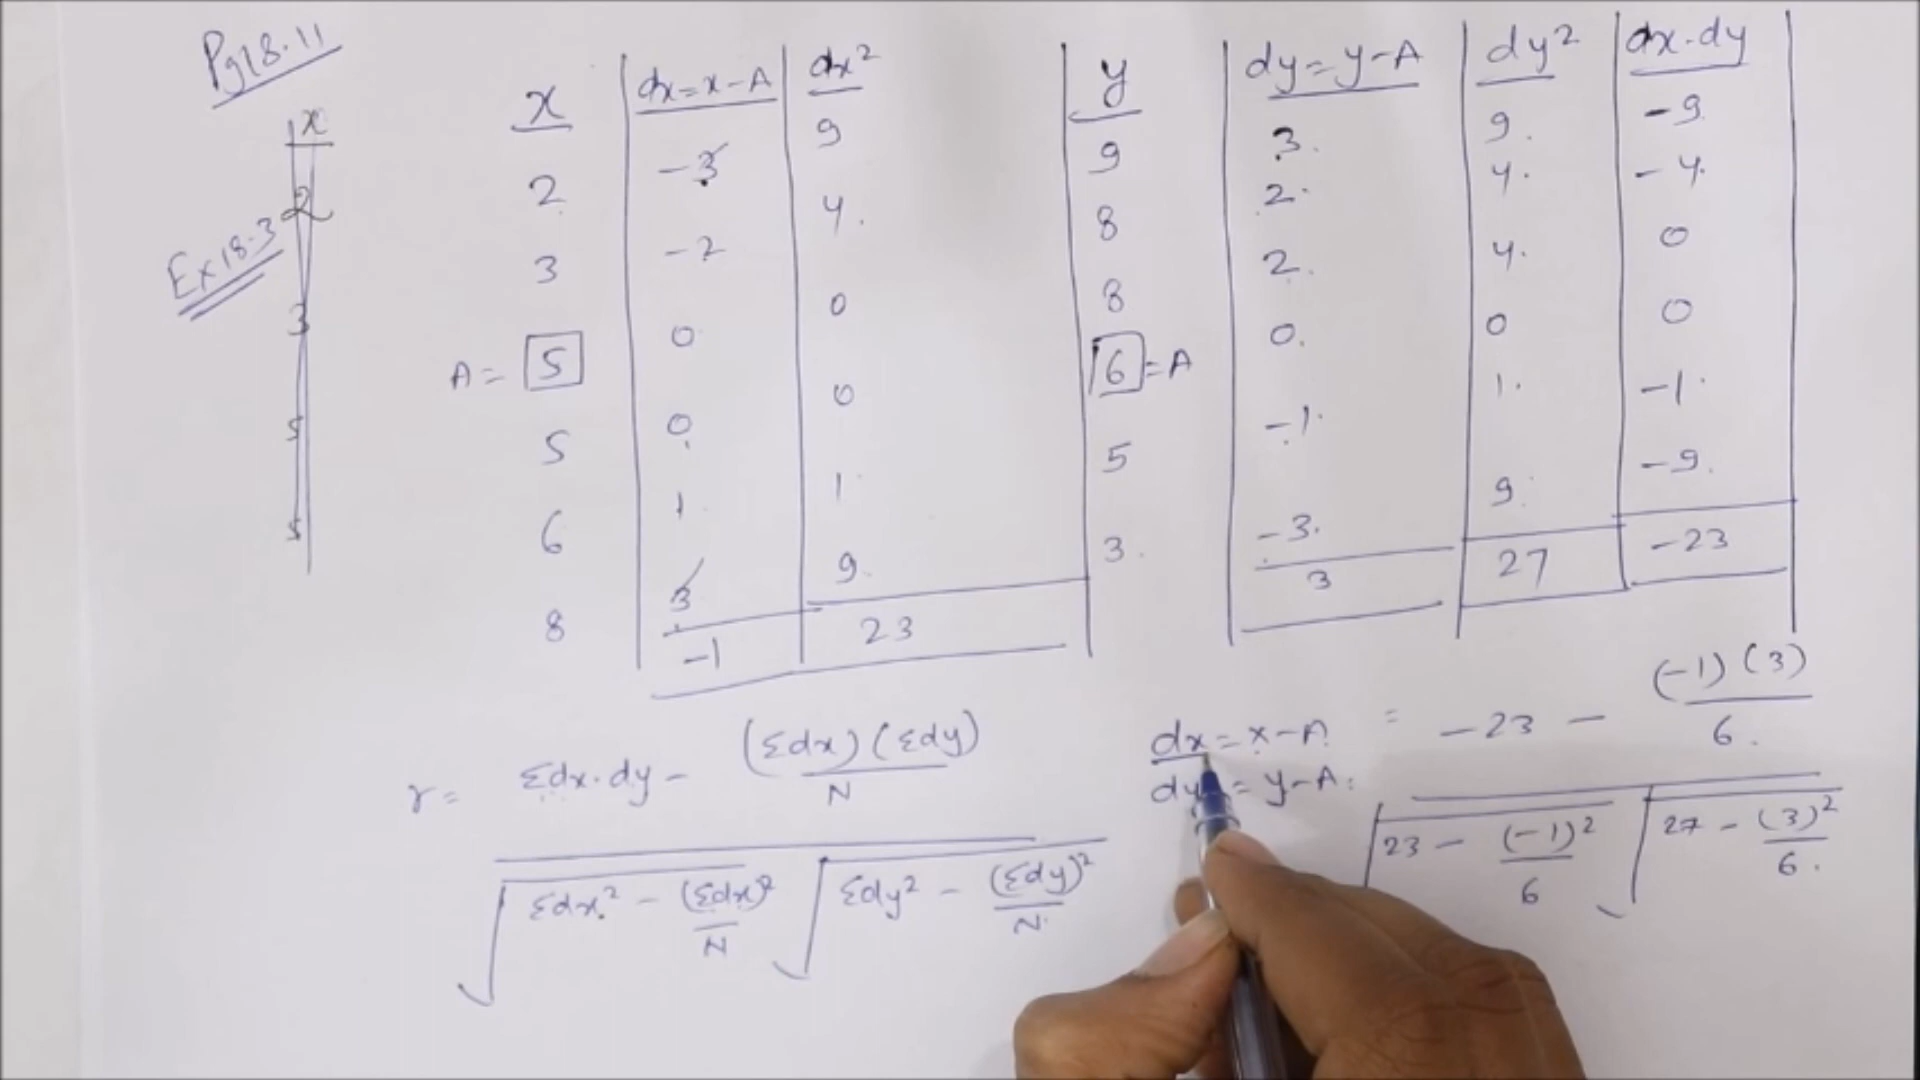 Pg 18.11
x
2
3
5
5
Ex 18.3
x | dx = x - A | dx² | y | dy = y - A | dy² | dx.dy
2 | -3 | 9 | 9 | 3. | 9. | -9
3 | -2 | 4. | 8 | 2. | 4. | -4.
A = 5 | 0 | 0 | 8 | 2. | 4. | 0
5 | 0 | 0 | 6 = A | 0. | 0 | 0
6 | 1 | 1. | 5 | -1. | 1. | -1.
8 | 3 | 9. | 3. | -3. | 9. | -9.
-1 | 23 | 3 | 27 | -23
r = Σdx.dy - (Σdx)(Σdy)/N
√Σdx² - (Σdx)²/N √Σdy² - (Σdy)²/N
dx = x - A
dy = y - A
= -23 - (-1)(3)/6.
√23 - (-1)²/6 √27 - (3)²/6.